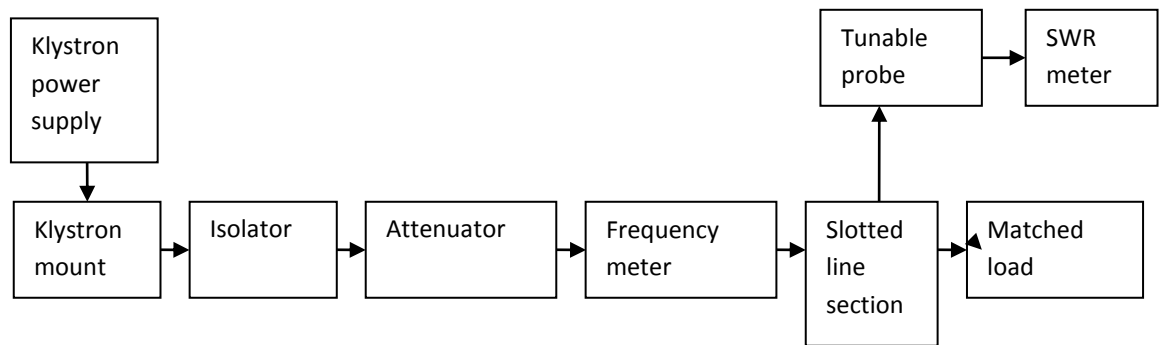 Klystron
power
supply
Tunable
probe
SWR
meter
Klystron
mount
Isolator
Attenuator
Frequency
meter
Slotted
line
section
Matched
load